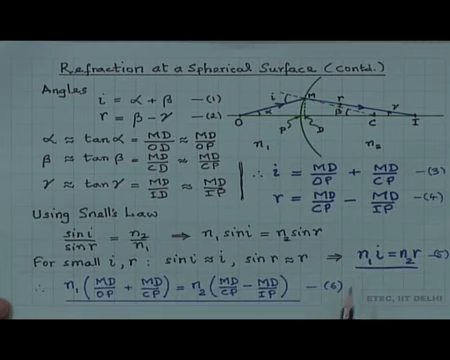 Refraction at a Spherical Surface (contd.)
Angles
i = α + β — (1)
r = β − γ — (2)
α ≈ tan α = MD/OD ≈ MD/OP
β ≈ tan β = MD/CD ≈ MD/CP
γ ≈ tan γ = MD/ID ≈ MD/IP
i M r
O α P D β C γ I
n₁ n₂
∴ i = MD/OP + MD/CP — (3)
r = MD/CP − MD/IP — (4)
Using Snell's Law
sin i/sin r = n₂/n₁ ⇒ n₁ sin i = n₂ sin r
For small i, r : sin i ≈ i, sin r ≈ r ⇒ n₁ i = n₂ r — (5)
∴ n₁ (MD/OP + MD/CP) = n₂ (MD/CP − MD/IP) — (6)
ETSC, IIT DELHI